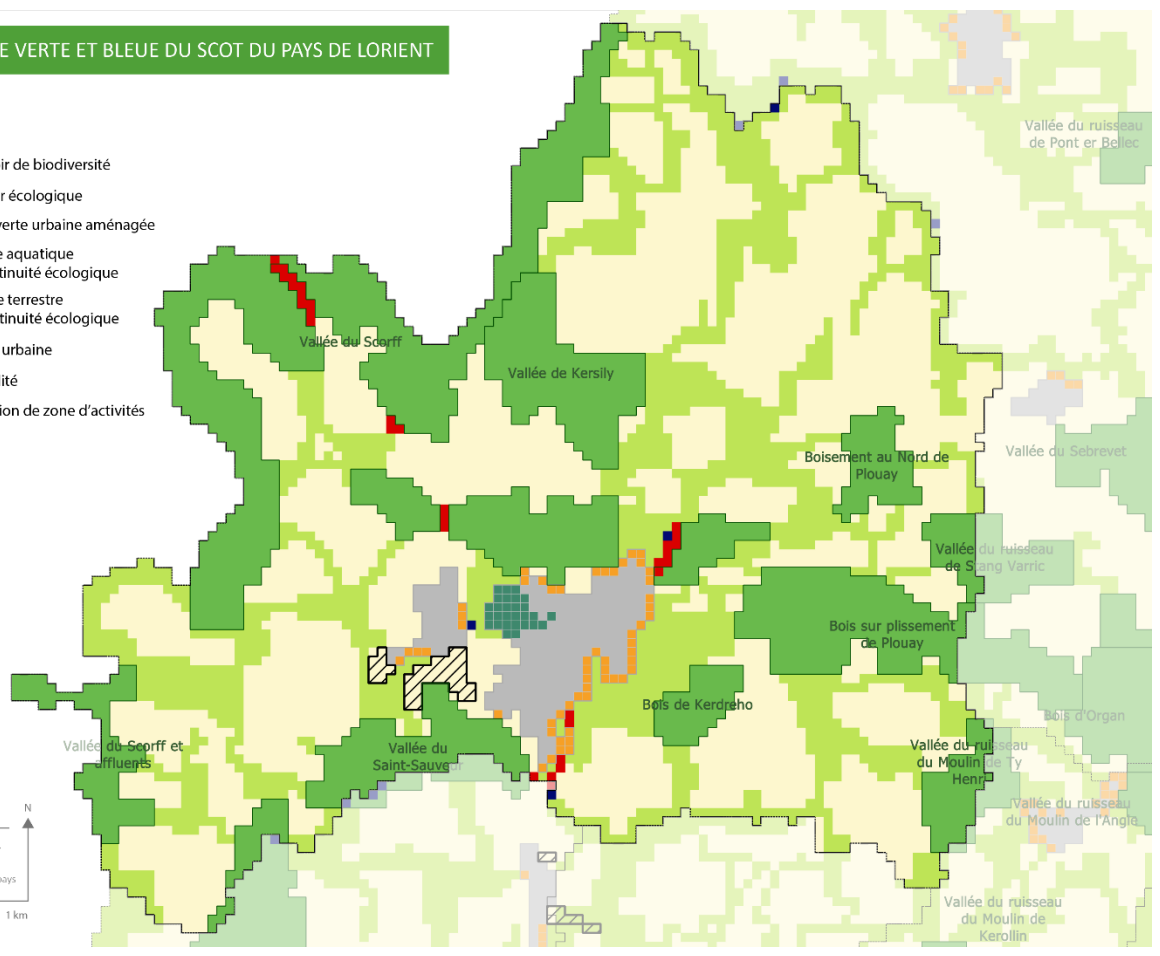 E VERTE ET BLEUE DU SCOT DU PAYS DE LORIENT
ir de biodiversité
r écologique
verte urbaine aménagée
e aquatique
tinuité écologique
e terrestre
tinuité écologique
urbaine
lité
ion de zone d'activités
Vallée du ruisseau
de Pont er Bellec
Vallée du Scorff
Vallée de Kersily
Boisement au Nord de
Plouay
Vallée du Sebrevet
Vallée du ruisseau
de Stang Varric
Bois sur plissement
de Plouay
Bois de Kerdreho
Bois d'Organ
Vallée du Scorff et
affluents
Vallée du
Saint-Sauveur
Vallée du ruisseau
du Moulin de Ty
Henr
Vallée du ruisseau
du Moulin de l'Angle
Vallée du ruisseau
du Moulin de
Kerollin
N
pays
1 km